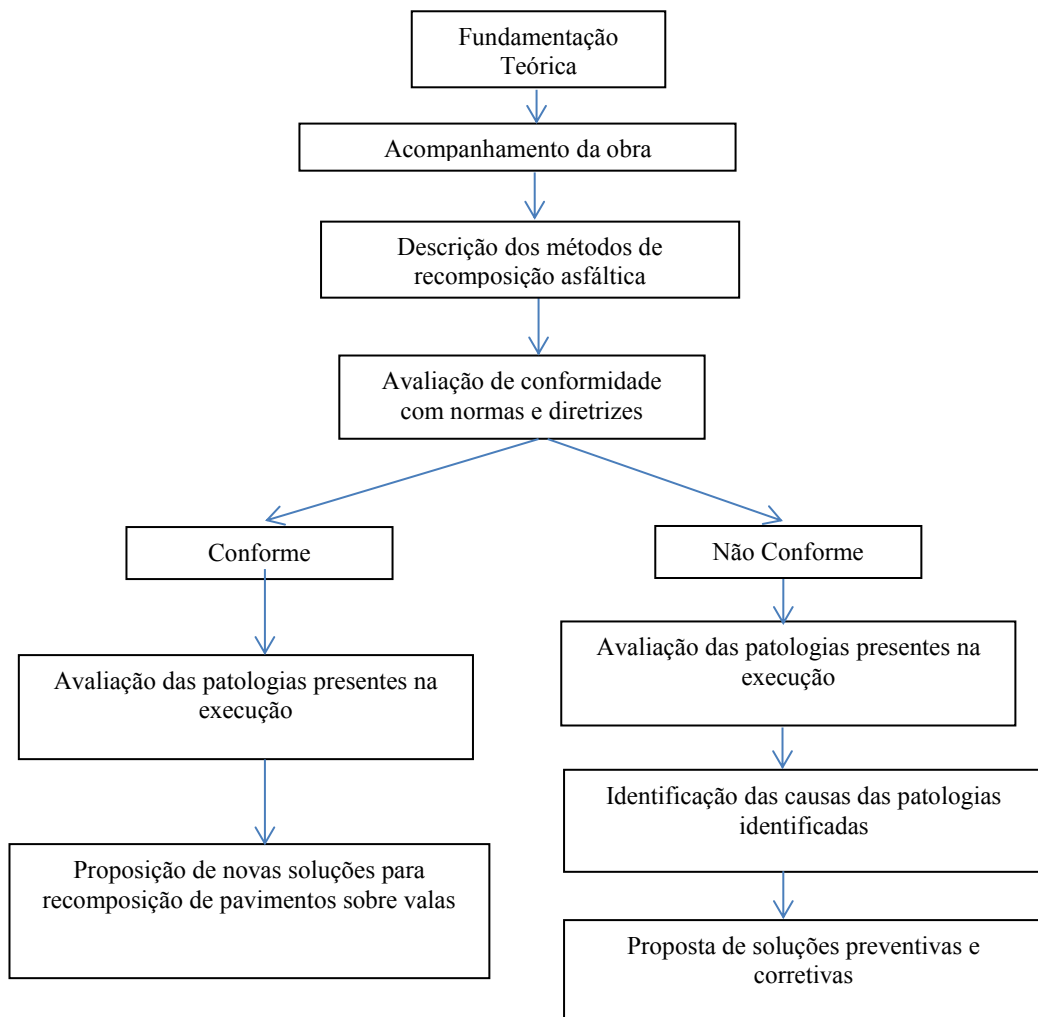 Fundamentação
Teórica
Acompanhamento da obra
Descrição dos métodos de
recomposição asfáltica
Avaliação de conformidade
com normas e diretrizes
Conforme
Não Conforme
Avaliação das patologias presentes na
execução
Avaliação das patologias presentes na
execução
Proposição de novas soluções para
recomposição de pavimentos sobre valas
Identificação das causas das patologias
identificadas
Proposta de soluções preventivas e
corretivas